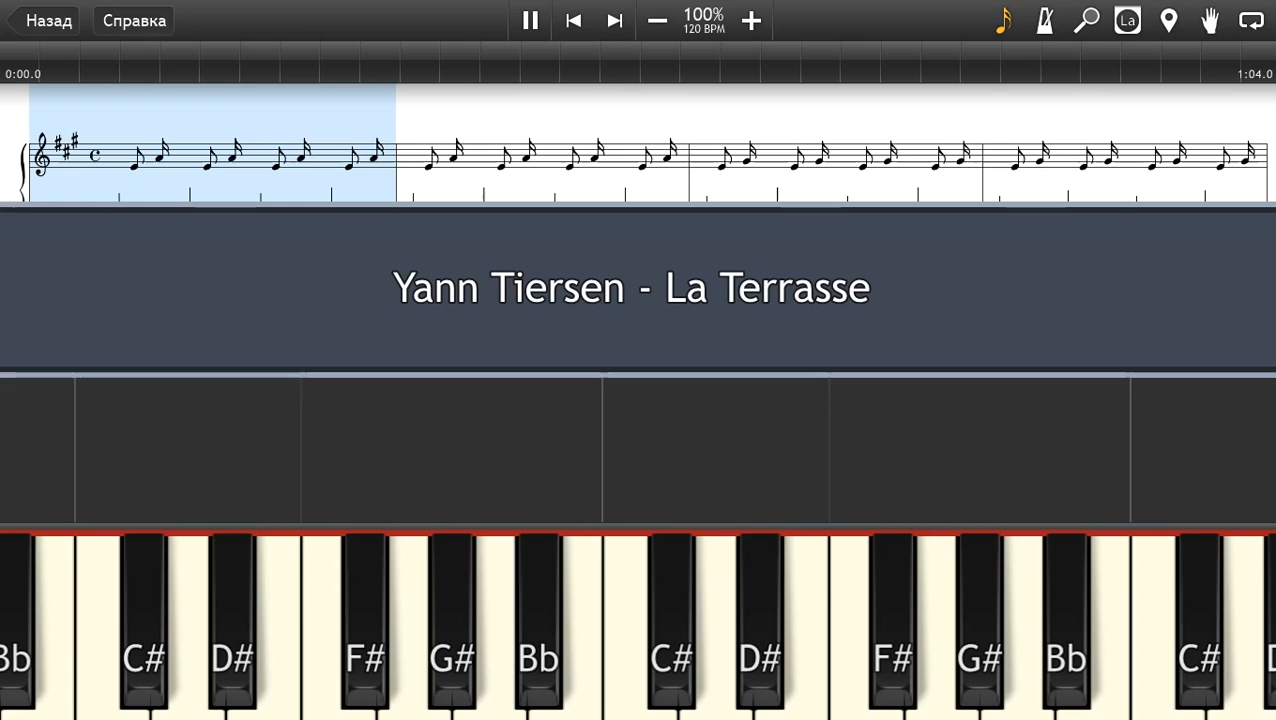 Назад Справка 100% La
120 BPM
0:00.0 1:04.0
Yann Tiersen - La Terrasse
Bb C# D# F# G# Bb C# D# F# G# Bb C# D